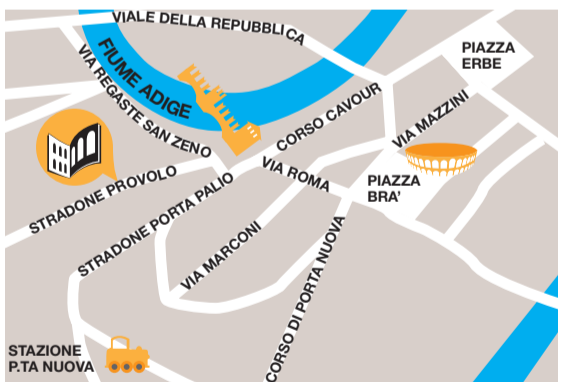 VIALE DELLA REPUBBLICA
FIUME ADIGE
VIA REGASTE SAN ZENO
PIAZZA
ERBE
CORSO CAVOUR
VIA MAZZINI
STRADONE PROVOLO
STRADONE PORTA PALIO
VIA ROMA
PIAZZA
BRA'
VIA MARCONI
CORSO DI PORTA NUOVA
STAZIONE
P.TA NUOVA